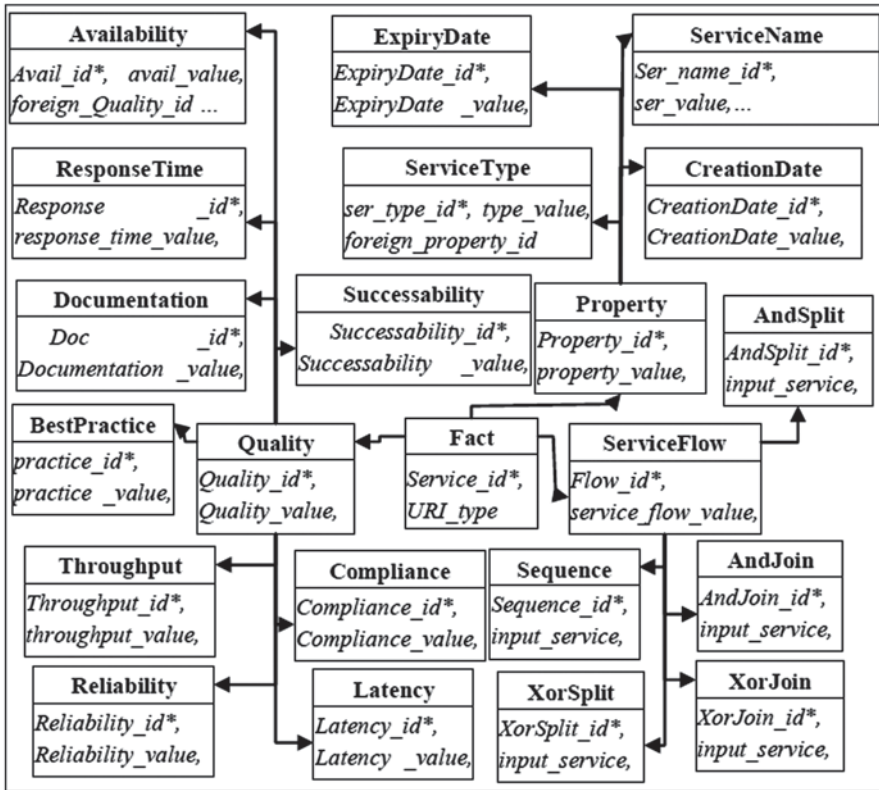 Availability
Avail_id*, avail_value,
foreign_Quality_id ...
ExpiryDate
ExpiryDate_id*,
ExpiryDate _value,
ServiceName
Ser_name_id*,
ser_value,...
ResponseTime
Response _id*,
response_time_value,
ServiceType
ser_type_id*, type_value,
foreign_property_id
CreationDate
CreationDate_id*,
CreationDate_value,
Documentation
Doc _id*,
Documentation _value,
Successability
Successability_id*,
Successability _value,
Property
Property_id*,
property_value,
AndSplit
AndSplit_id*,
input_service,
BestPractice
practice_id*,
practice _value,
Quality
Quality_id*,
Quality_value,
Fact
Service_id*,
URI_type
ServiceFlow
Flow_id*,
service_flow_value,
Throughput
Throughput_id*,
throughput_value,
Compliance
Compliance_id*,
Compliance_value,
Sequence
Sequence_id*,
input_service,
AndJoin
AndJoin_id*,
input_service,
Reliability
Reliability_id*,
Reliability_value,
Latency
Latency_id*,
Latency _value,
XorSplit
XorSplit_id*,
input_service,
XorJoin
XorJoin_id*,
input_service,